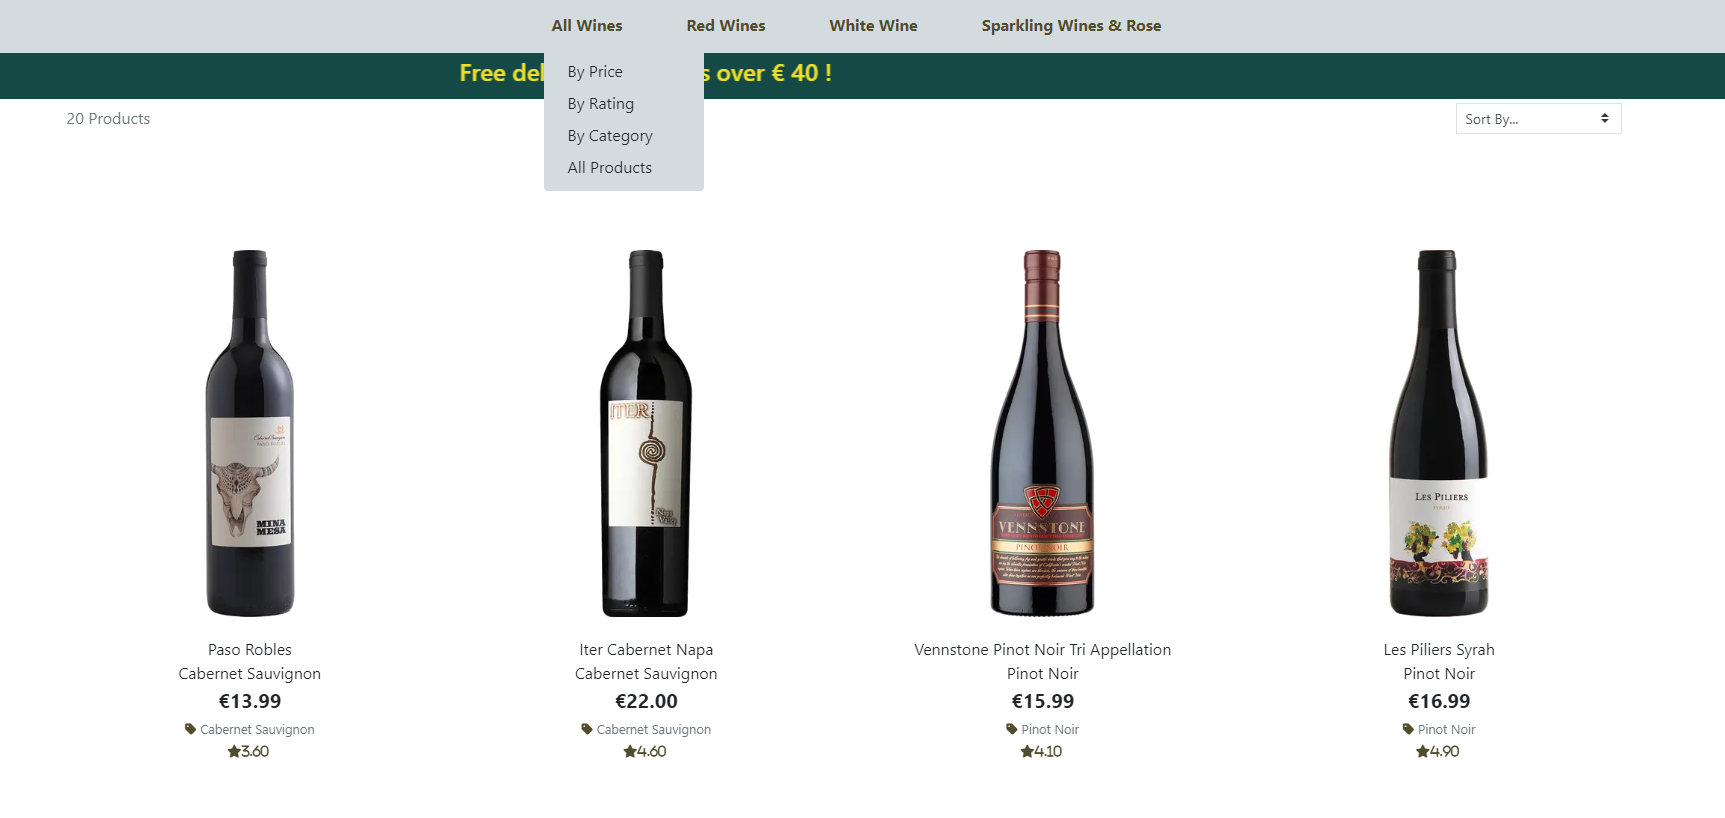 All Wines Red Wines White Wine Sparkling Wines & Rose
Free del s over € 40 !
By Price
By Rating
By Category
All Products
20 Products
Sort By...
Cabernet Sauvignon
MINA
MESA
ITER
Napa
Valley
VENNSTONE
PINOT NOIR
LES PILIERS
SYRAH
Paso Robles
Cabernet Sauvignon
€13.99
Cabernet Sauvignon
3.60
Iter Cabernet Napa
Cabernet Sauvignon
€22.00
Cabernet Sauvignon
4.60
Vennstone Pinot Noir Tri Appellation
Pinot Noir
€15.99
Pinot Noir
4.10
Les Piliers Syrah
Pinot Noir
€16.99
Pinot Noir
4.90